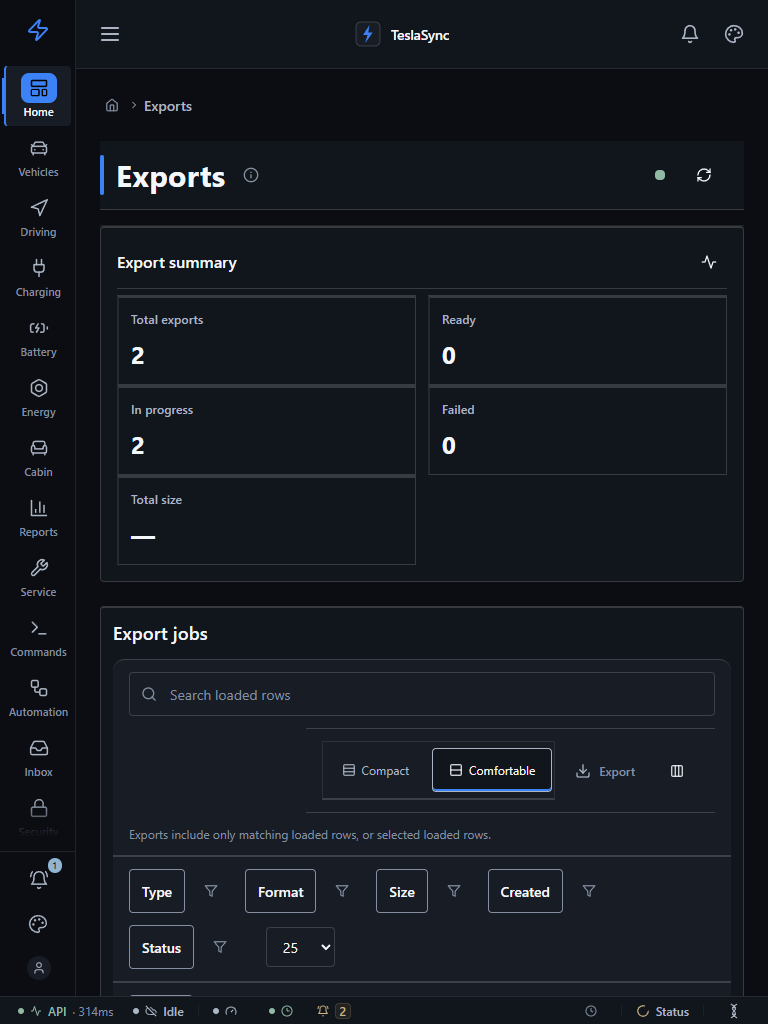 TeslaSync
Home
Vehicles
Driving
Charging
Battery
Energy
Cabin
Reports
Service
Commands
Automation
Inbox
Security
1
Exports
Exports
Export summary
Total exports
2
Ready
0
In progress
2
Failed
0
Total size
—
Export jobs
Search loaded rows
Compact
Comfortable
Export
Exports include only matching loaded rows, or selected loaded rows.
Type
Format
Size
Created
Status
25
API · 314ms
Idle
2
Status